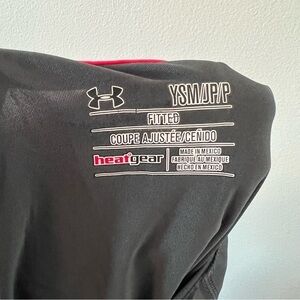 YSM/JP/P
FITTED
COUPE AJUSTÉE/CEÑIDO
heatgear
MADE IN MEXICO
FABRIQUÉ AU MEXIQUE
HECHO EN MEXICO